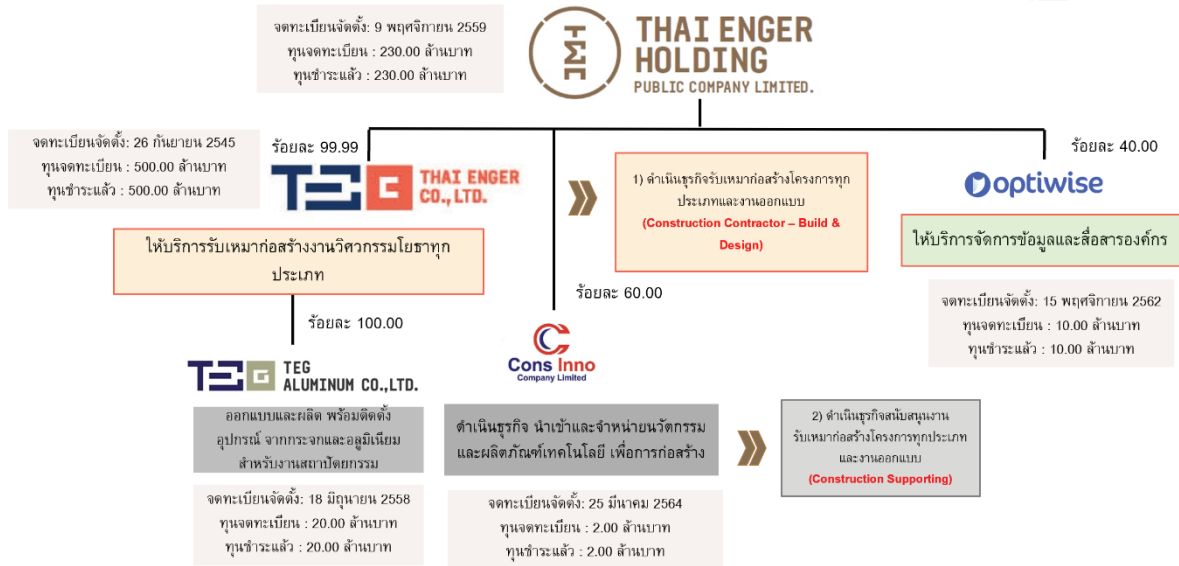 จดทะเบียนจัดตั้ง: 9 พฤศจิกายน 2559
ทุนจดทะเบียน : 230.00 ล้านบาท
ทุนชำระแล้ว : 230.00 ล้านบาท
THAI ENGER
HOLDING
PUBLIC COMPANY LIMITED.
จดทะเบียนจัดตั้ง: 26 กันยายน 2545
ทุนจดทะเบียน : 500.00 ล้านบาท
ทุนชำระแล้ว : 500.00 ล้านบาท
ร้อยละ 99.99
THAI ENGER
CO., LTD.
ให้บริการรับเหมาก่อสร้างงานวิศวกรรมโยธาทุก
ประเภท
1) ดำเนินธุรกิจรับเหมาก่อสร้างโครงการทุก
ประเภทและงานออกแบบ
(Construction Contractor – Build &
Design)
ร้อยละ 40.00
optiwise
ให้บริการจัดการข้อมูลและสื่อสารองค์กร
จดทะเบียนจัดตั้ง: 15 พฤศจิกายน 2562
ทุนจดทะเบียน : 10.00 ล้านบาท
ทุนชำระแล้ว : 10.00 ล้านบาท
ร้อยละ 100.00
TEG
ALUMINUM CO.,LTD.
ออกแบบและผลิต พร้อมติดตั้ง
อุปกรณ์ จากกระจกและอลูมิเนียม
สำหรับงานสถาปัตยกรรม
จดทะเบียนจัดตั้ง: 18 มิถุนายน 2558
ทุนจดทะเบียน : 20.00 ล้านบาท
ทุนชำระแล้ว : 20.00 ล้านบาท
ร้อยละ 60.00
Cons Inno
Company Limited
ดำเนินธุรกิจ นำเข้าและจำหน่ายนวัตกรรม
และผลิตภัณฑ์เทคโนโลยี เพื่อการก่อสร้าง
จดทะเบียนจัดตั้ง: 25 มีนาคม 2564
ทุนจดทะเบียน : 2.00 ล้านบาท
ทุนชำระแล้ว : 2.00 ล้านบาท
2) ดำเนินธุรกิจสนับสนุนงาน
รับเหมาก่อสร้างโครงการทุกประเภท
และงานออกแบบ
(Construction Supporting)